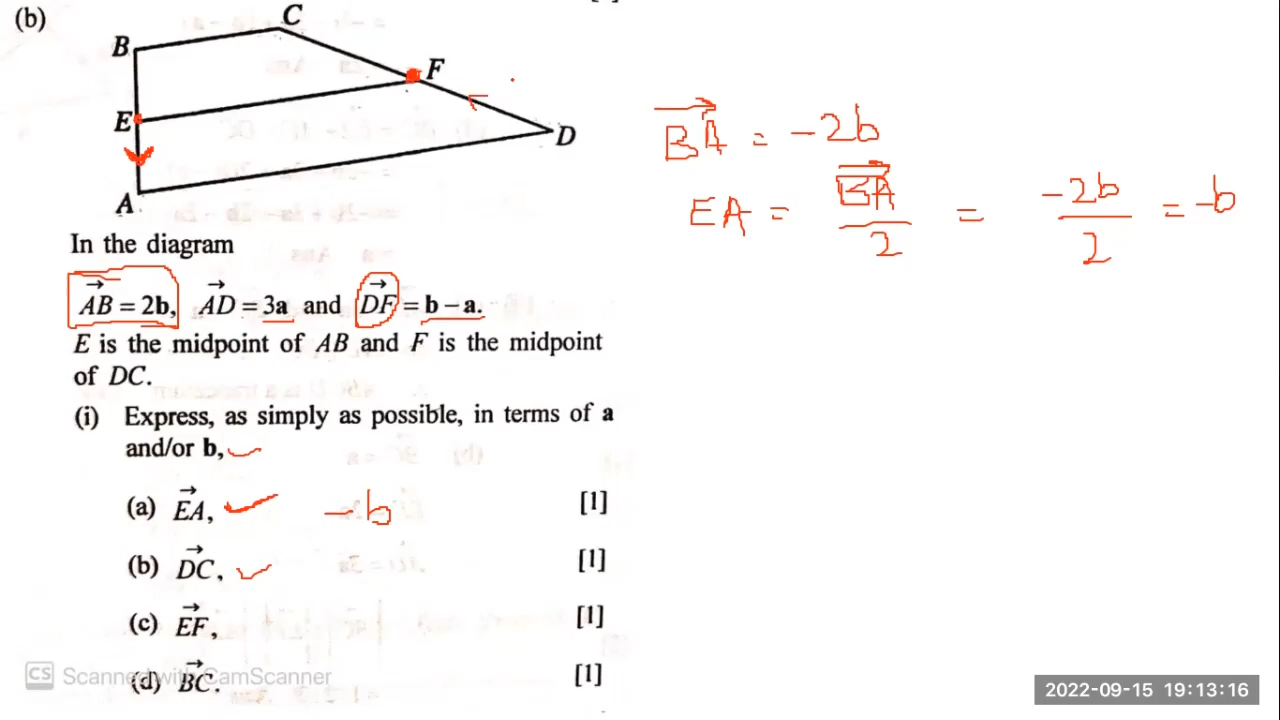 (b)
B
C
F
E
D
A
In the diagram
AB = 2b, AD = 3a and DF = b – a.
E is the midpoint of AB and F is the midpoint
of DC.
(i) Express, as simply as possible, in terms of a
and/or b,
(a) EA, –b [1]
(b) DC, [1]
(c) EF, [1]
(d) BC. [1]
BA = –2b
EA = BA/2 = –2b/2 = –b
CS Scanned with CamScanner
2022-09-15 19:13:16